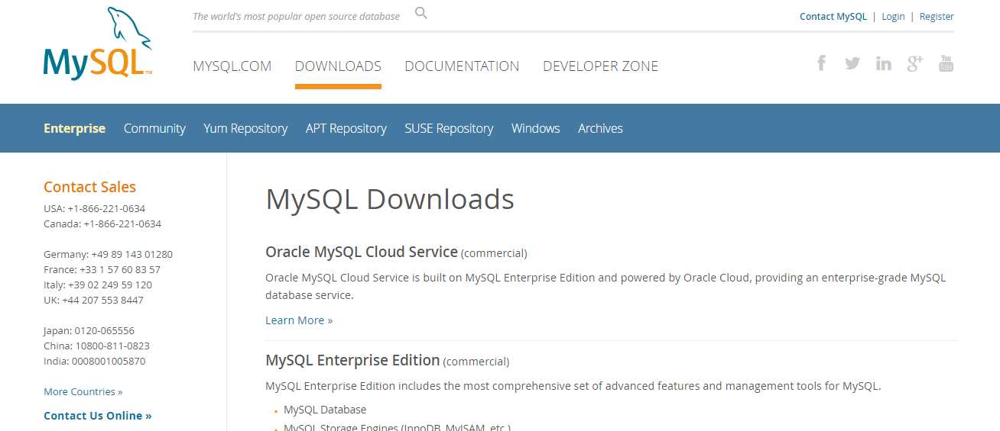 The world's most popular open source database
Contact MySQL | Login | Register
MySQL™
MYSQL.COM DOWNLOADS DOCUMENTATION DEVELOPER ZONE
f in g+ You Tube
Enterprise Community Yum Repository APT Repository SUSE Repository Windows Archives
Contact Sales
USA: +1-866-221-0634
Canada: +1-866-221-0634
Germany: +49 89 143 01280
France: +33 1 57 60 83 57
Italy: +39 02 249 59 120
UK: +44 207 553 8447
Japan: 0120-065556
China: 10800-811-0823
India: 0008001005870
More Countries »
Contact Us Online »
MySQL Downloads
Oracle MySQL Cloud Service (commercial)
Oracle MySQL Cloud Service is built on MySQL Enterprise Edition and powered by Oracle Cloud, providing an enterprise-grade MySQL
database service.
Learn More »
MySQL Enterprise Edition (commercial)
MySQL Enterprise Edition includes the most comprehensive set of advanced features and management tools for MySQL.
• MySQL Database
• MySQL Storage Engines (InnoDB, MyISAM, etc.)